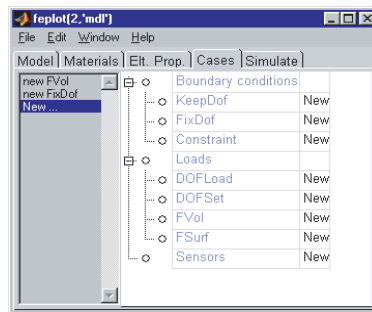 feplot(2,'mdl')
File Edit Window Help
Model Materials Elt. Prop. Cases Simulate
new FVol
new FixDof
New ...
Boundary conditions
KeepDof New
FixDof New
Constraint New
Loads
DOFLoad New
DOFSet New
FVol New
FSurf New
Sensors New